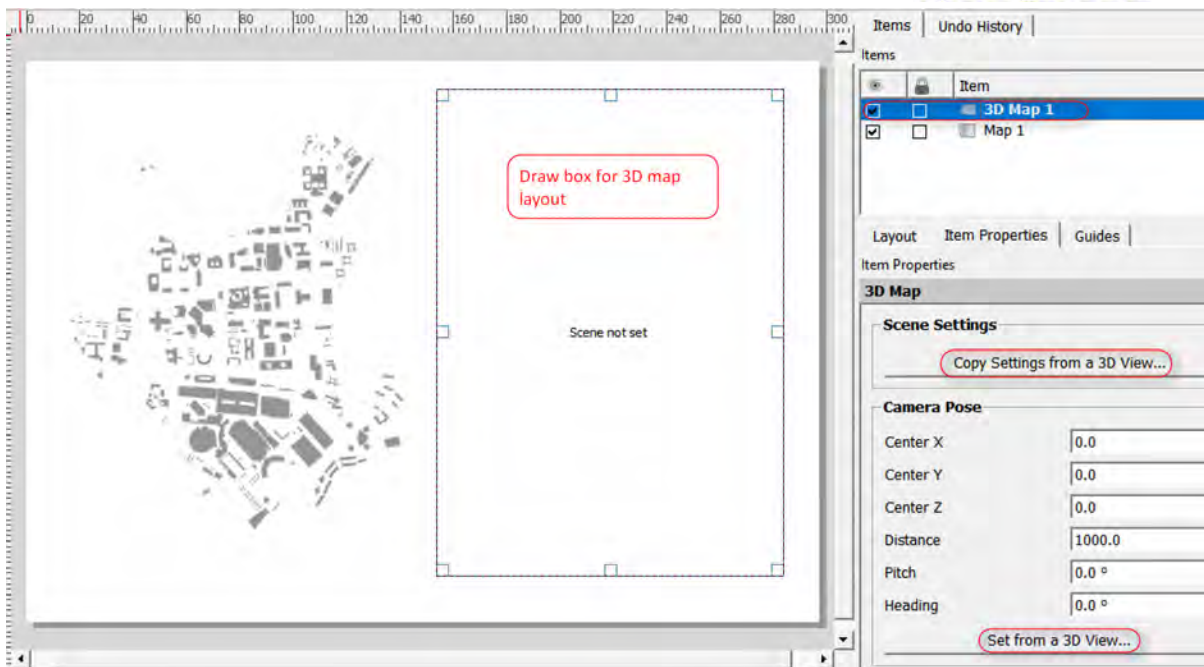 0 20 40 60 80 100 120 140 160 180 200 220 240 260 280 300
Items Undo History
Items
Item
3D Map 1
Map 1
Draw box for 3D map
layout
Scene not set
Layout Item Properties Guides
Item Properties
3D Map
Scene Settings
Copy Settings from a 3D View...
Camera Pose
Center X 0.0
Center Y 0.0
Center Z 0.0
Distance 1000.0
Pitch 0.0 °
Heading 0.0 °
Set from a 3D View...